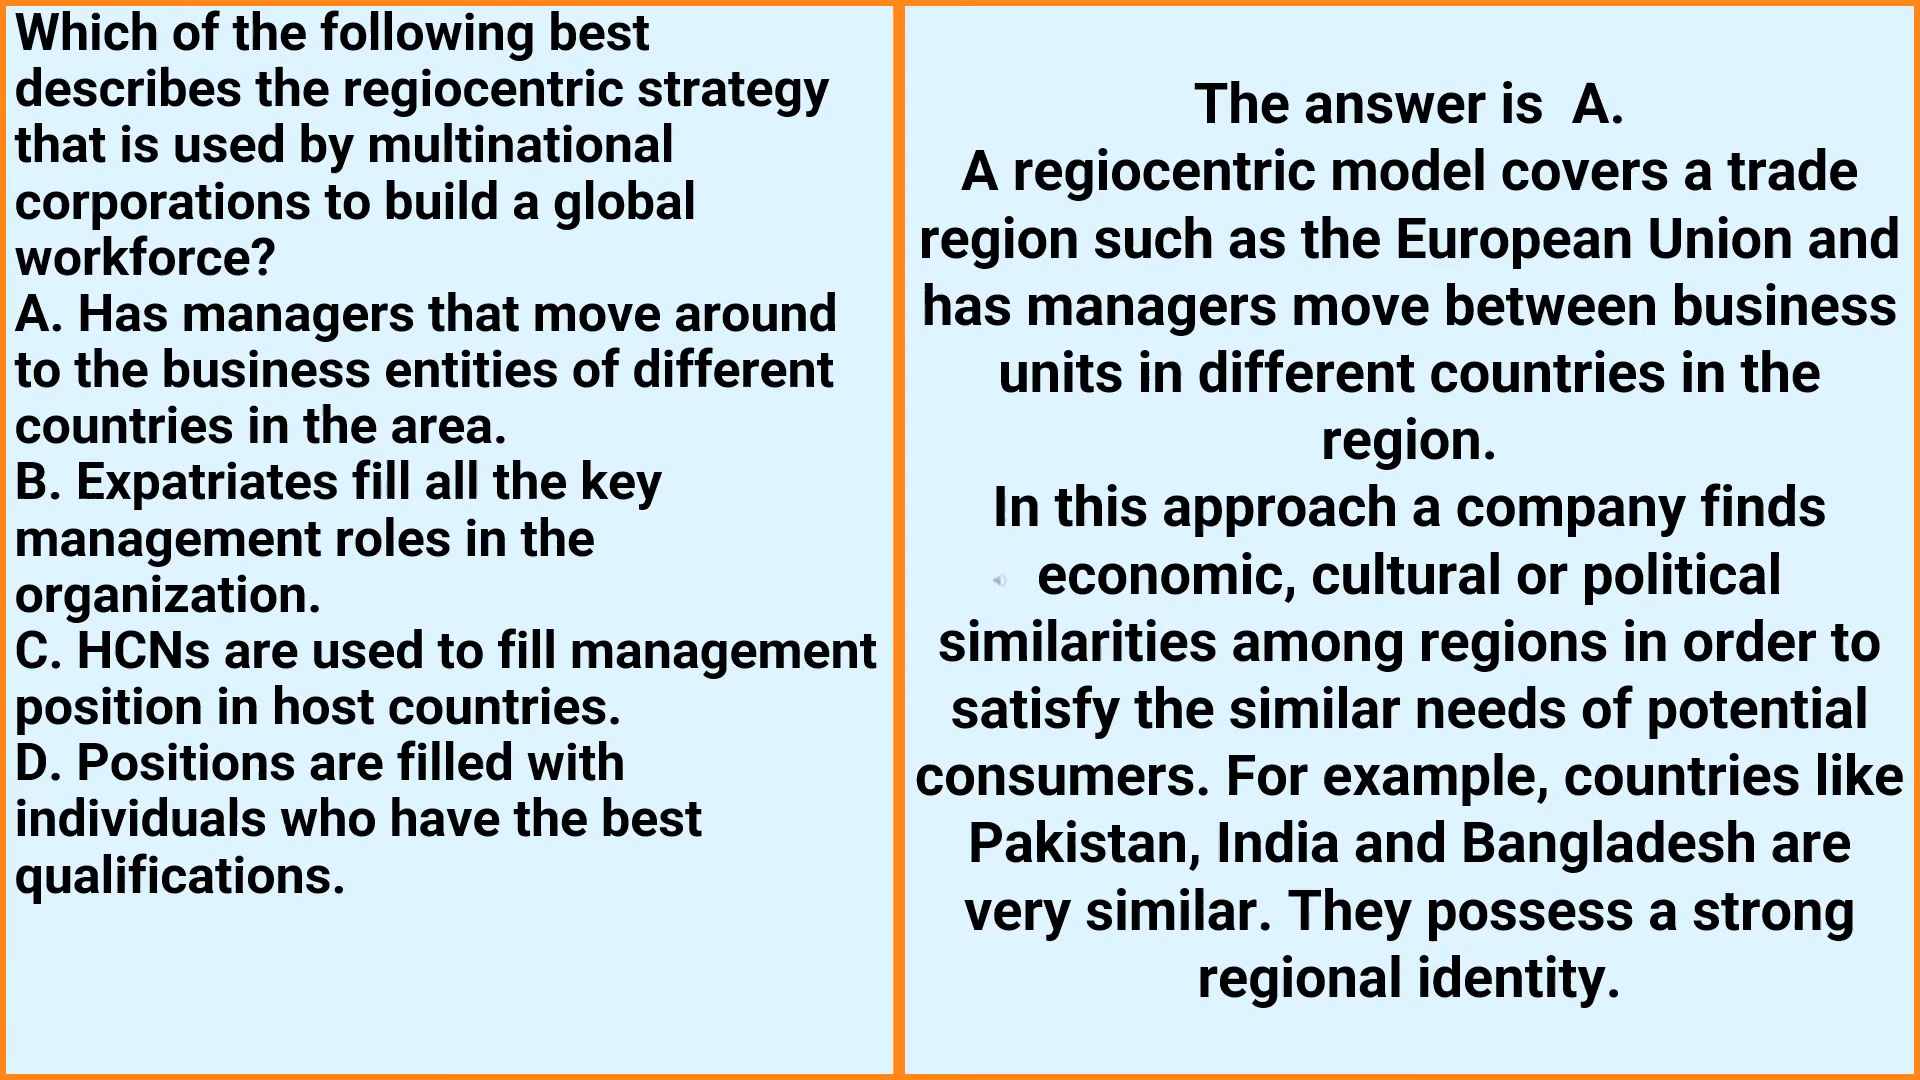 Which of the following best
describes the regiocentric strategy
that is used by multinational
corporations to build a global
workforce?
A. Has managers that move around
to the business entities of different
countries in the area.
B. Expatriates fill all the key
management roles in the
organization.
C. HCNs are used to fill management
position in host countries.
D. Positions are filled with
individuals who have the best
qualifications.
The answer is  A.
A regiocentric model covers a trade
region such as the European Union and
has managers move between business
units in different countries in the
region.
In this approach a company finds
economic, cultural or political
similarities among regions in order to
satisfy the similar needs of potential
consumers. For example, countries like
Pakistan, India and Bangladesh are
very similar. They possess a strong
regional identity.